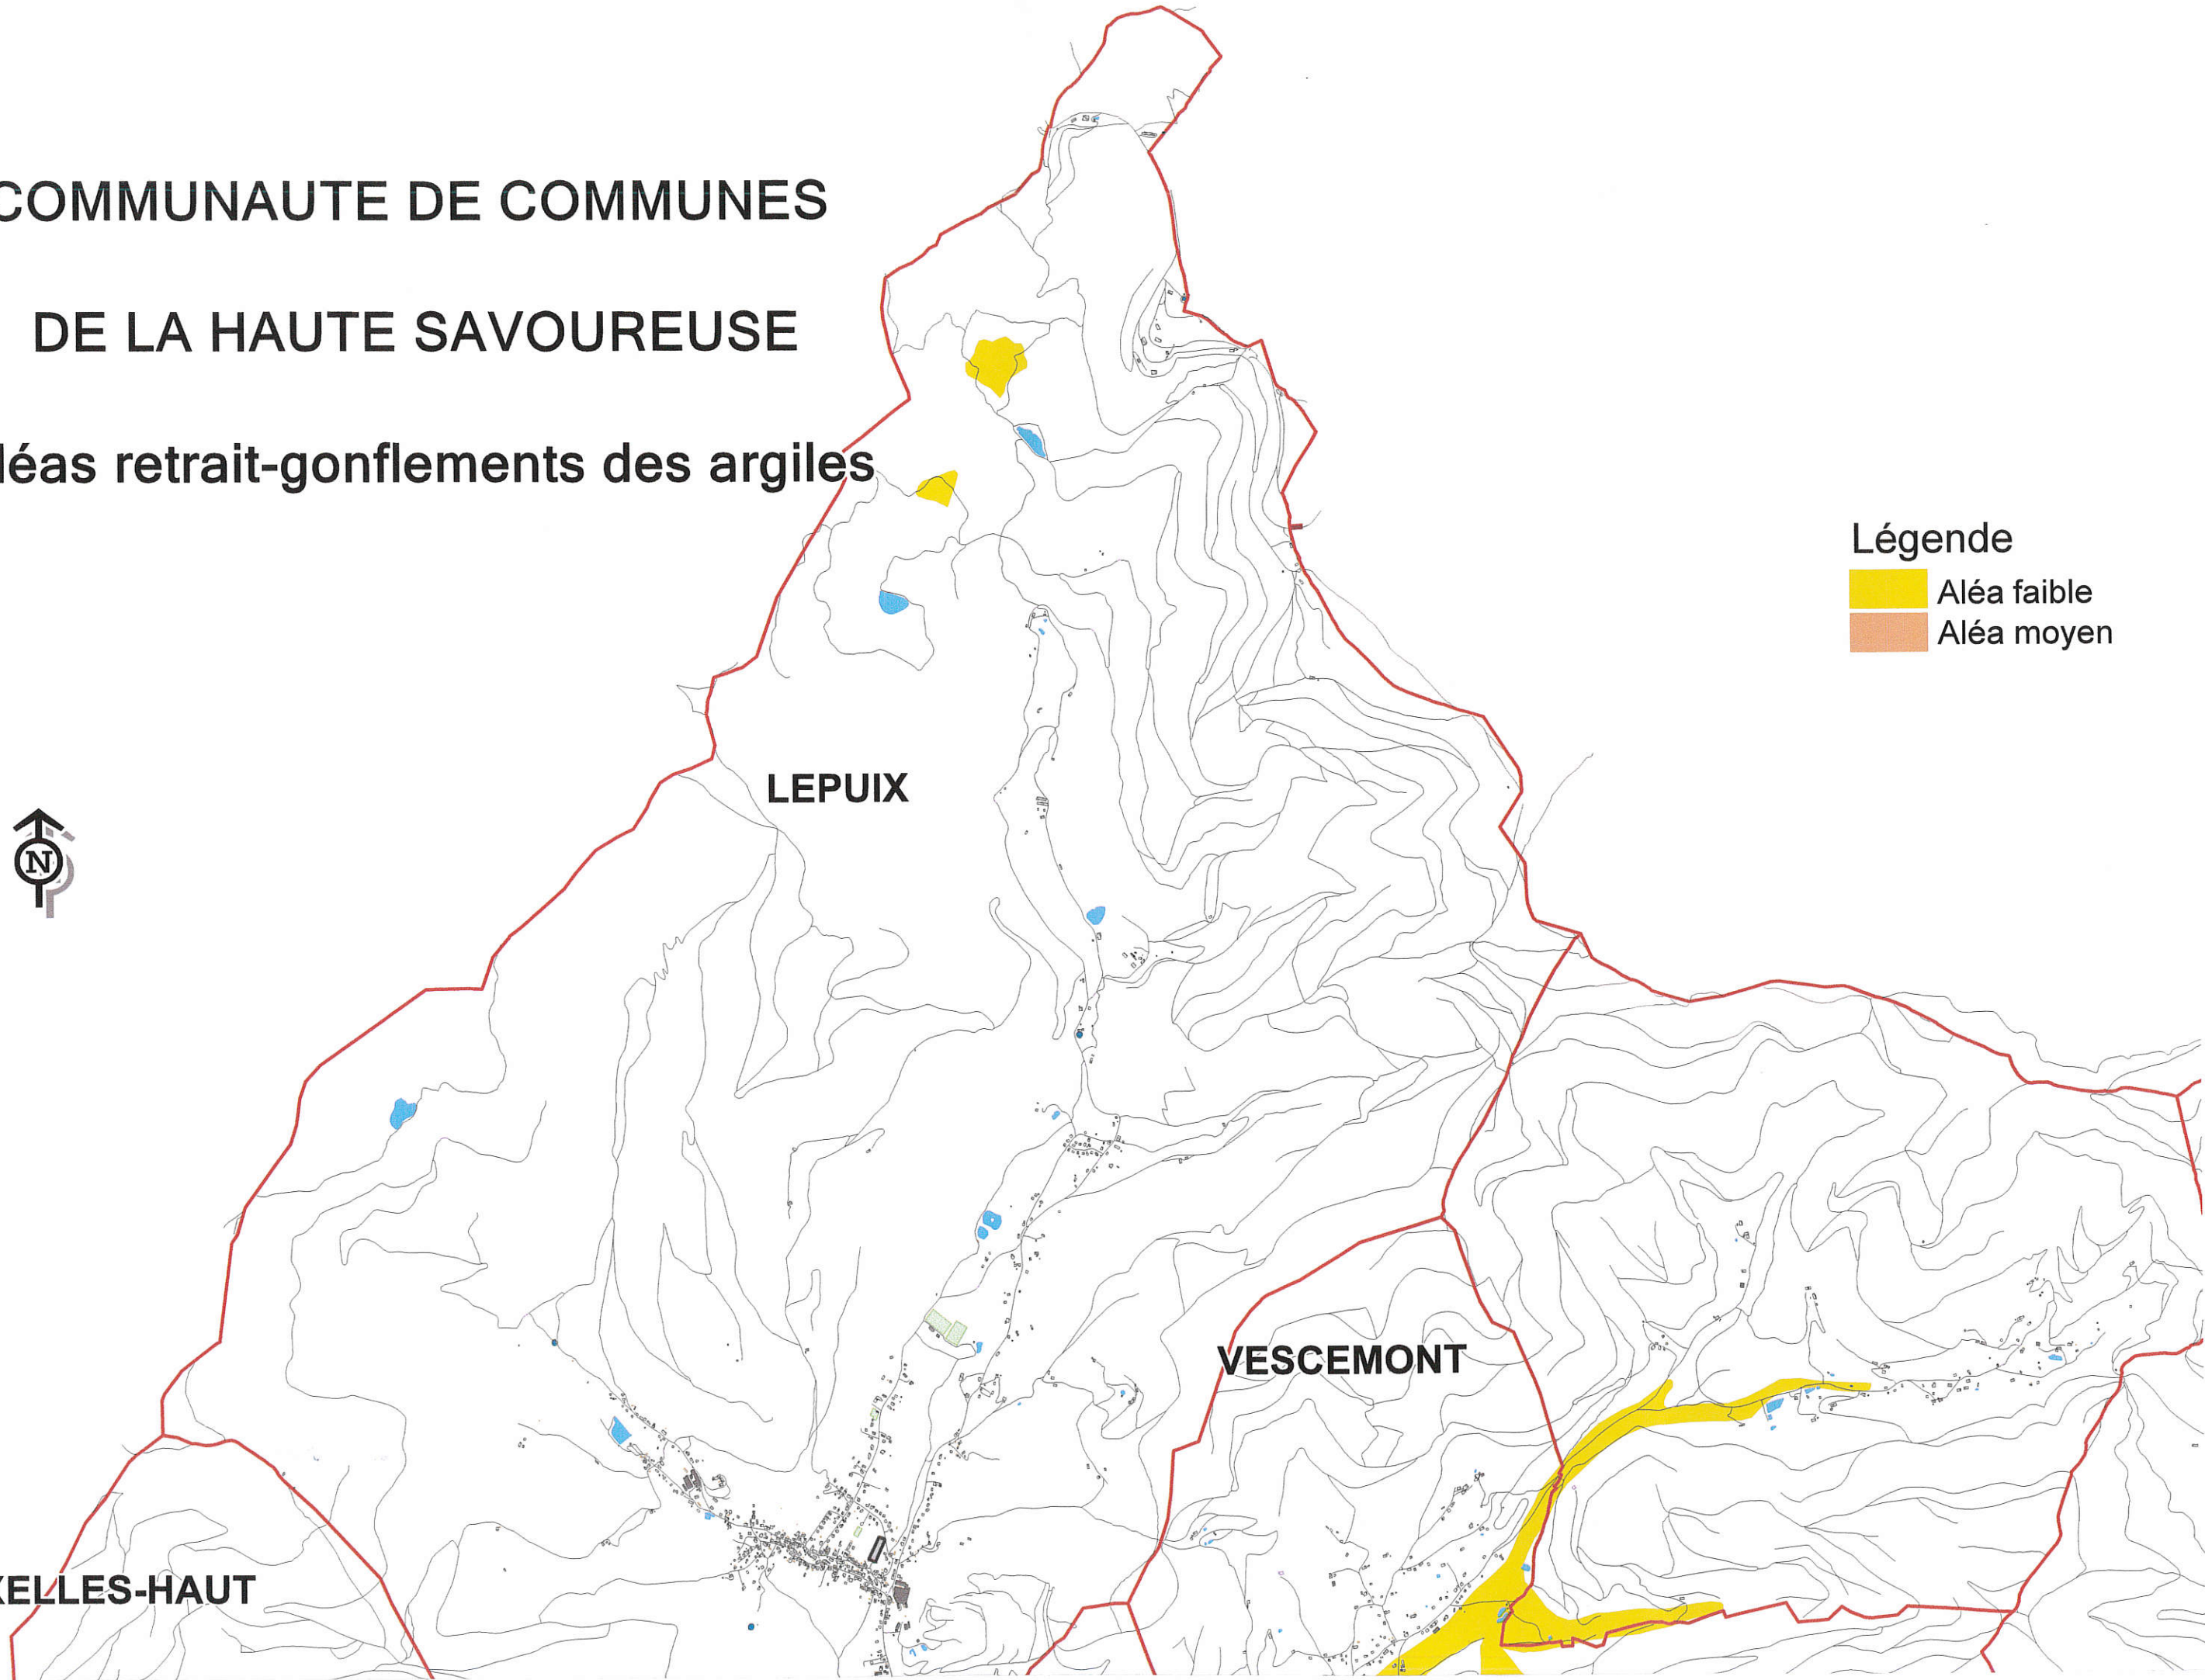 COMMUNAUTE DE COMMUNES
DE LA HAUTE SAVOUREUSE
léas retrait-gonflements des argiles
Légende
Aléa faible
Aléa moyen
LEPUIX
N
VESCEMONT
XELLES-HAUT